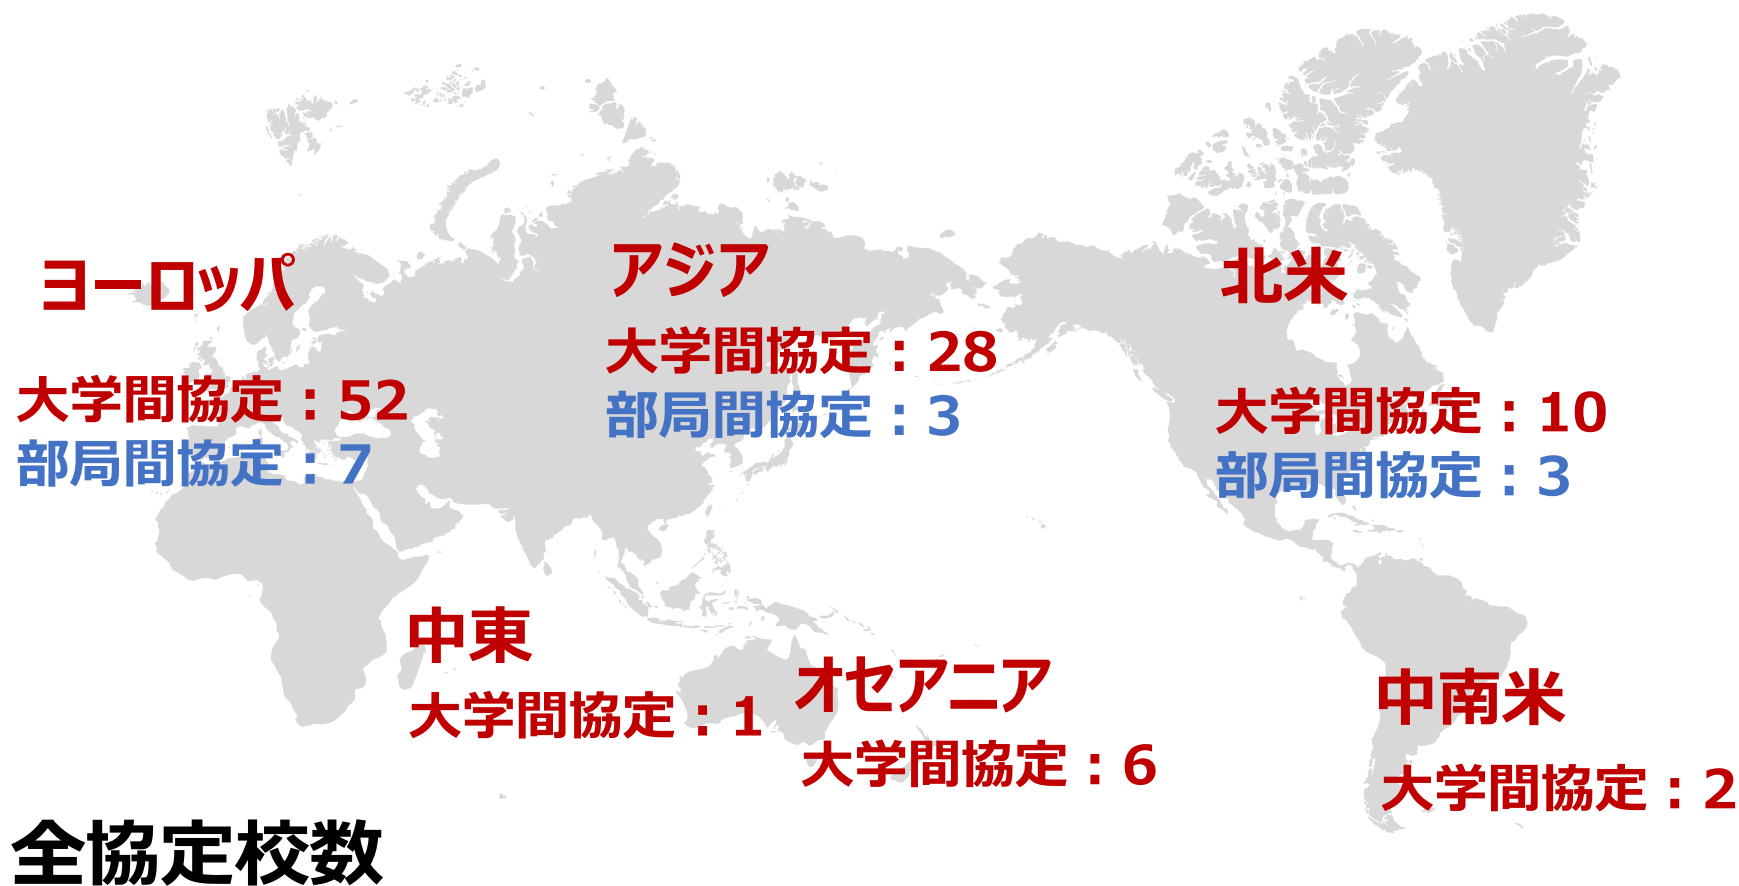 ヨーロッパ
大学間協定：52
部局間協定：7
アジア
大学間協定：28
部局間協定：3
北米
大学間協定：10
部局間協定：3
中東
大学間協定：1
オセアニア
大学間協定：6
中南米
大学間協定：2
全協定校数